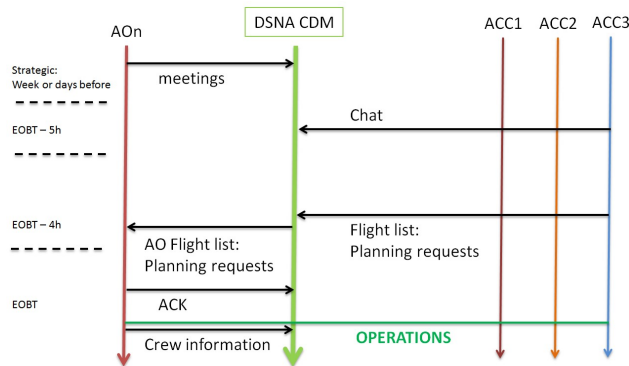 AOn
DSNA CDM
ACC1
ACC2
ACC3
Strategic:
Week or days before
meetings
EOBT – 5h
Chat
EOBT – 4h
Flight list:
Planning requests
AO Flight list:
Planning requests
EOBT
ACK
OPERATIONS
Crew information